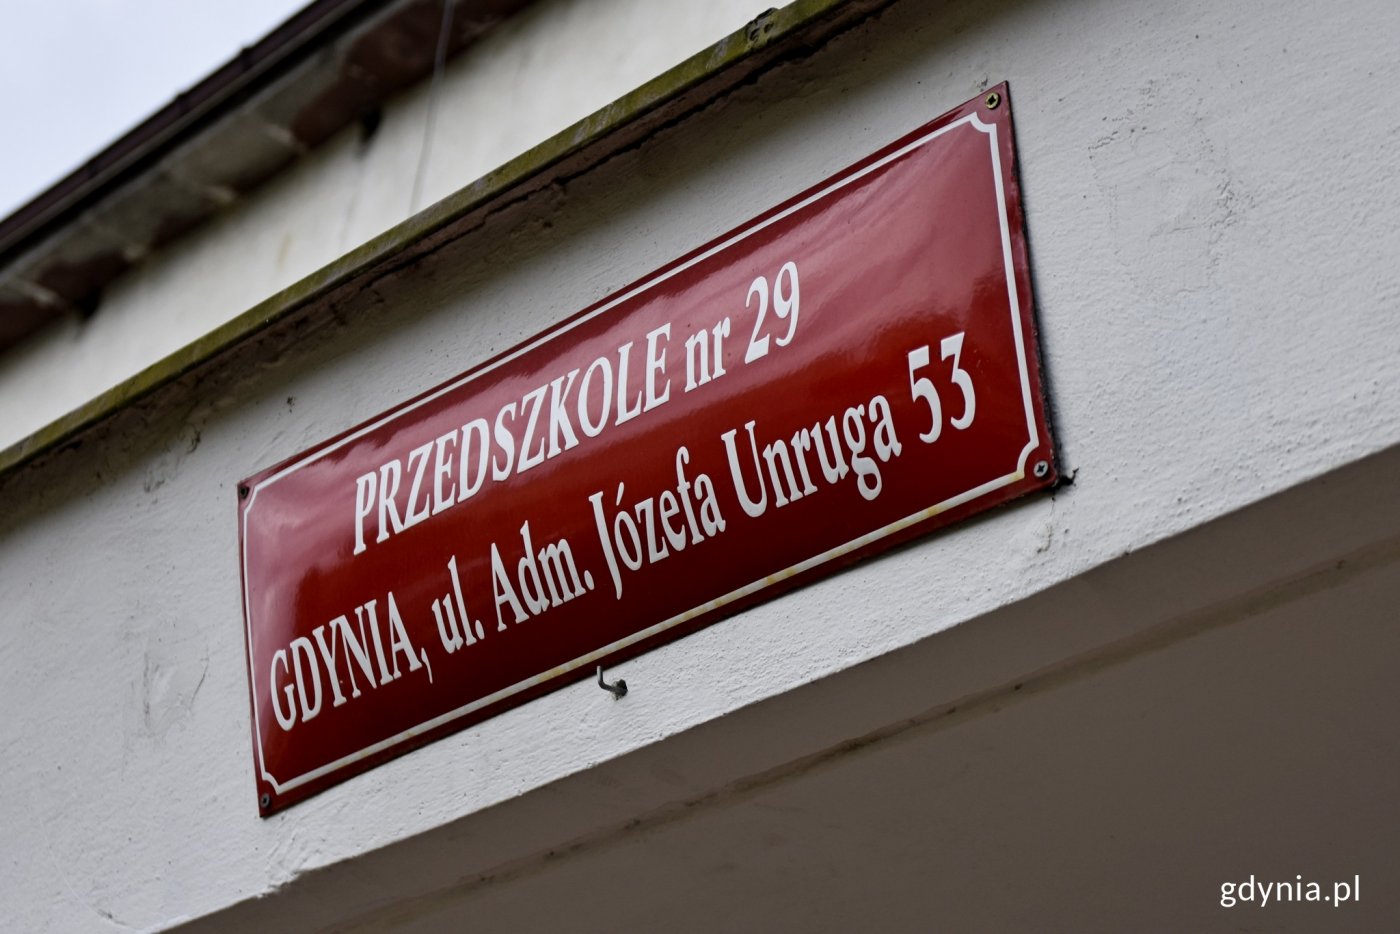 PRZEDSZKOLE nr 29
GDYNIA, ul. Adm. Józefa Unruga 53
gdynia.pl